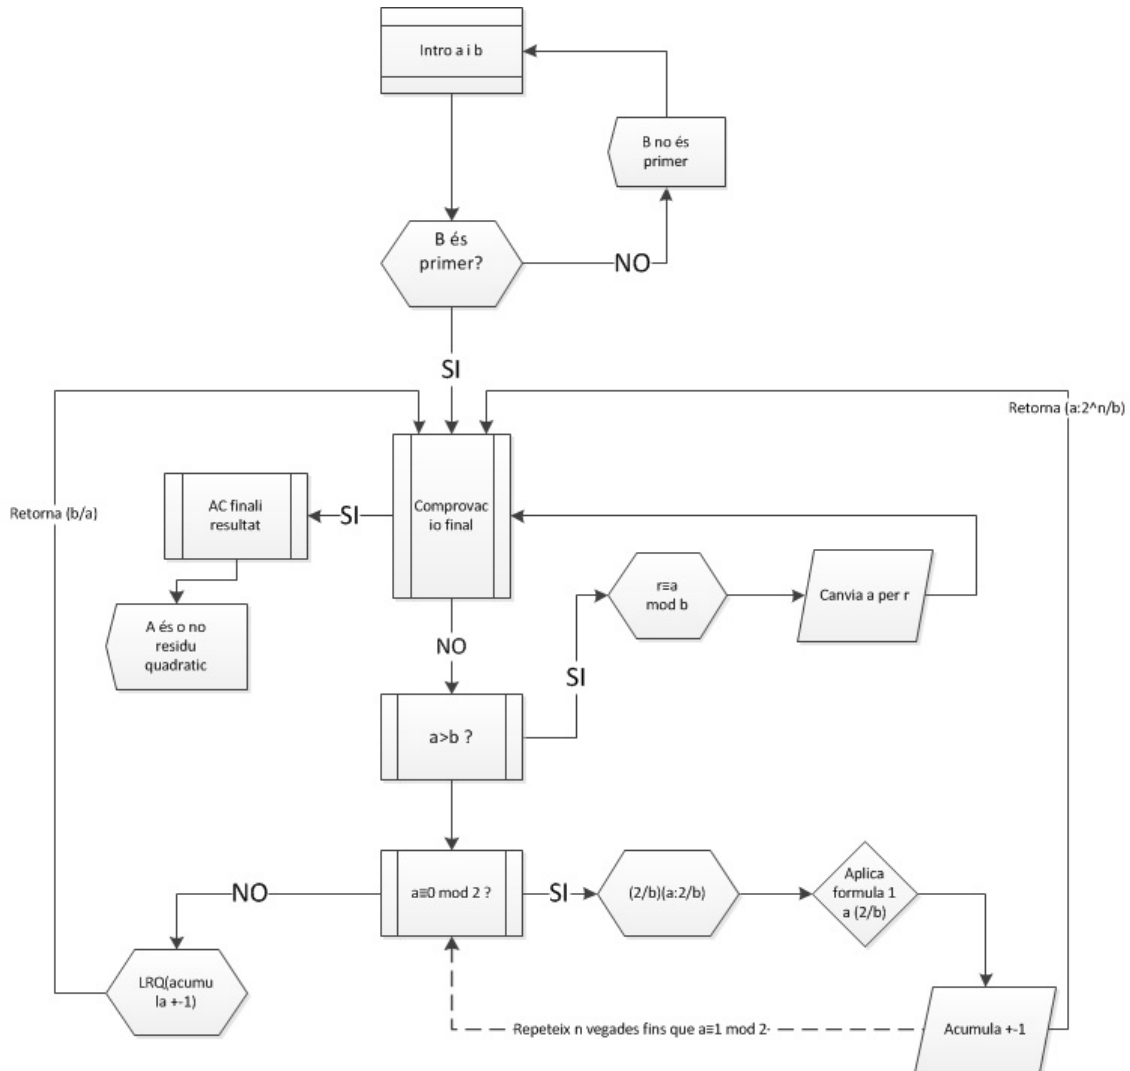 Intro a i b
B no és
primer
B és
primer?
NO
SI
Retorna (a:2^n/b)
Retorna (b/a)
AC finali
resultat
SI
Comprovac
io final
r≡a
mod b
Canvia a per r
A és o no
residu
quadratic
NO
SI
a>b ?
a≡0 mod 2 ?
NO
SI
(2/b)(a:2/b)
Aplica
formula 1
a (2/b)
LRQ(acumu
la +-1)
Repeteix n vegades fins que a≡1 mod 2
Acumula +-1